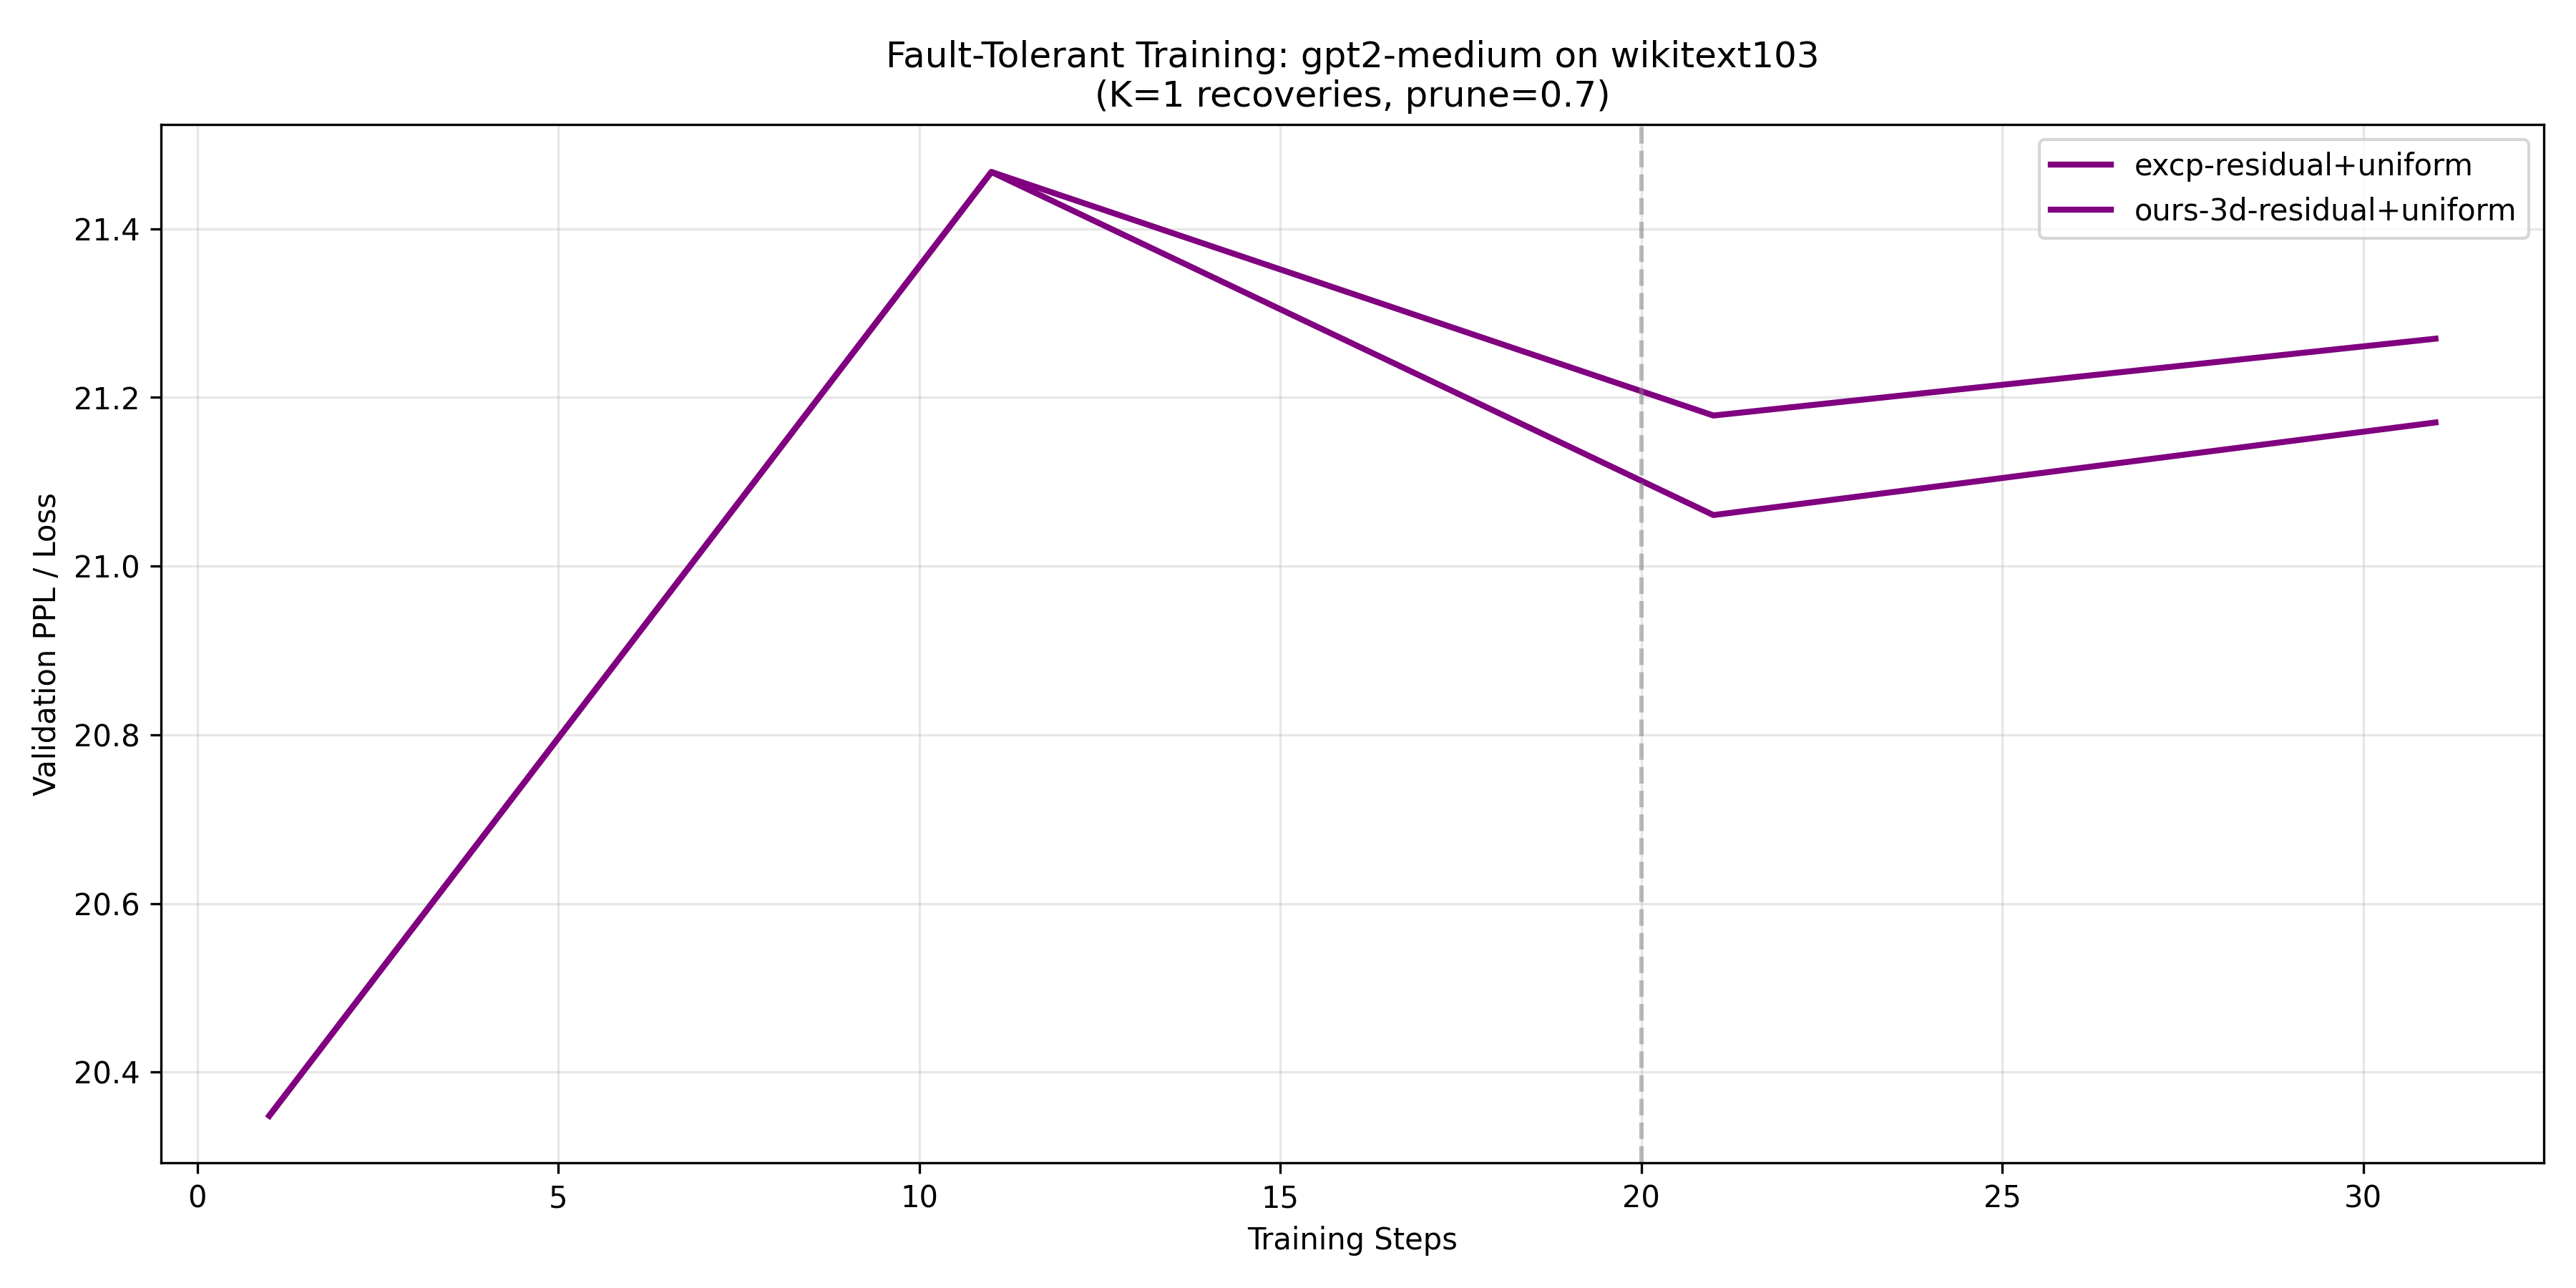 Fault-Tolerant Training: gpt2-medium on wikitext103
(K=1 recoveries, prune=0.7)
excp-residual+uniform
ours-3d-residual+uniform
Validation PPL / Loss
21.4
21.2
21.0
20.8
20.6
20.4
0 5 10 15 20 25 30
Training Steps